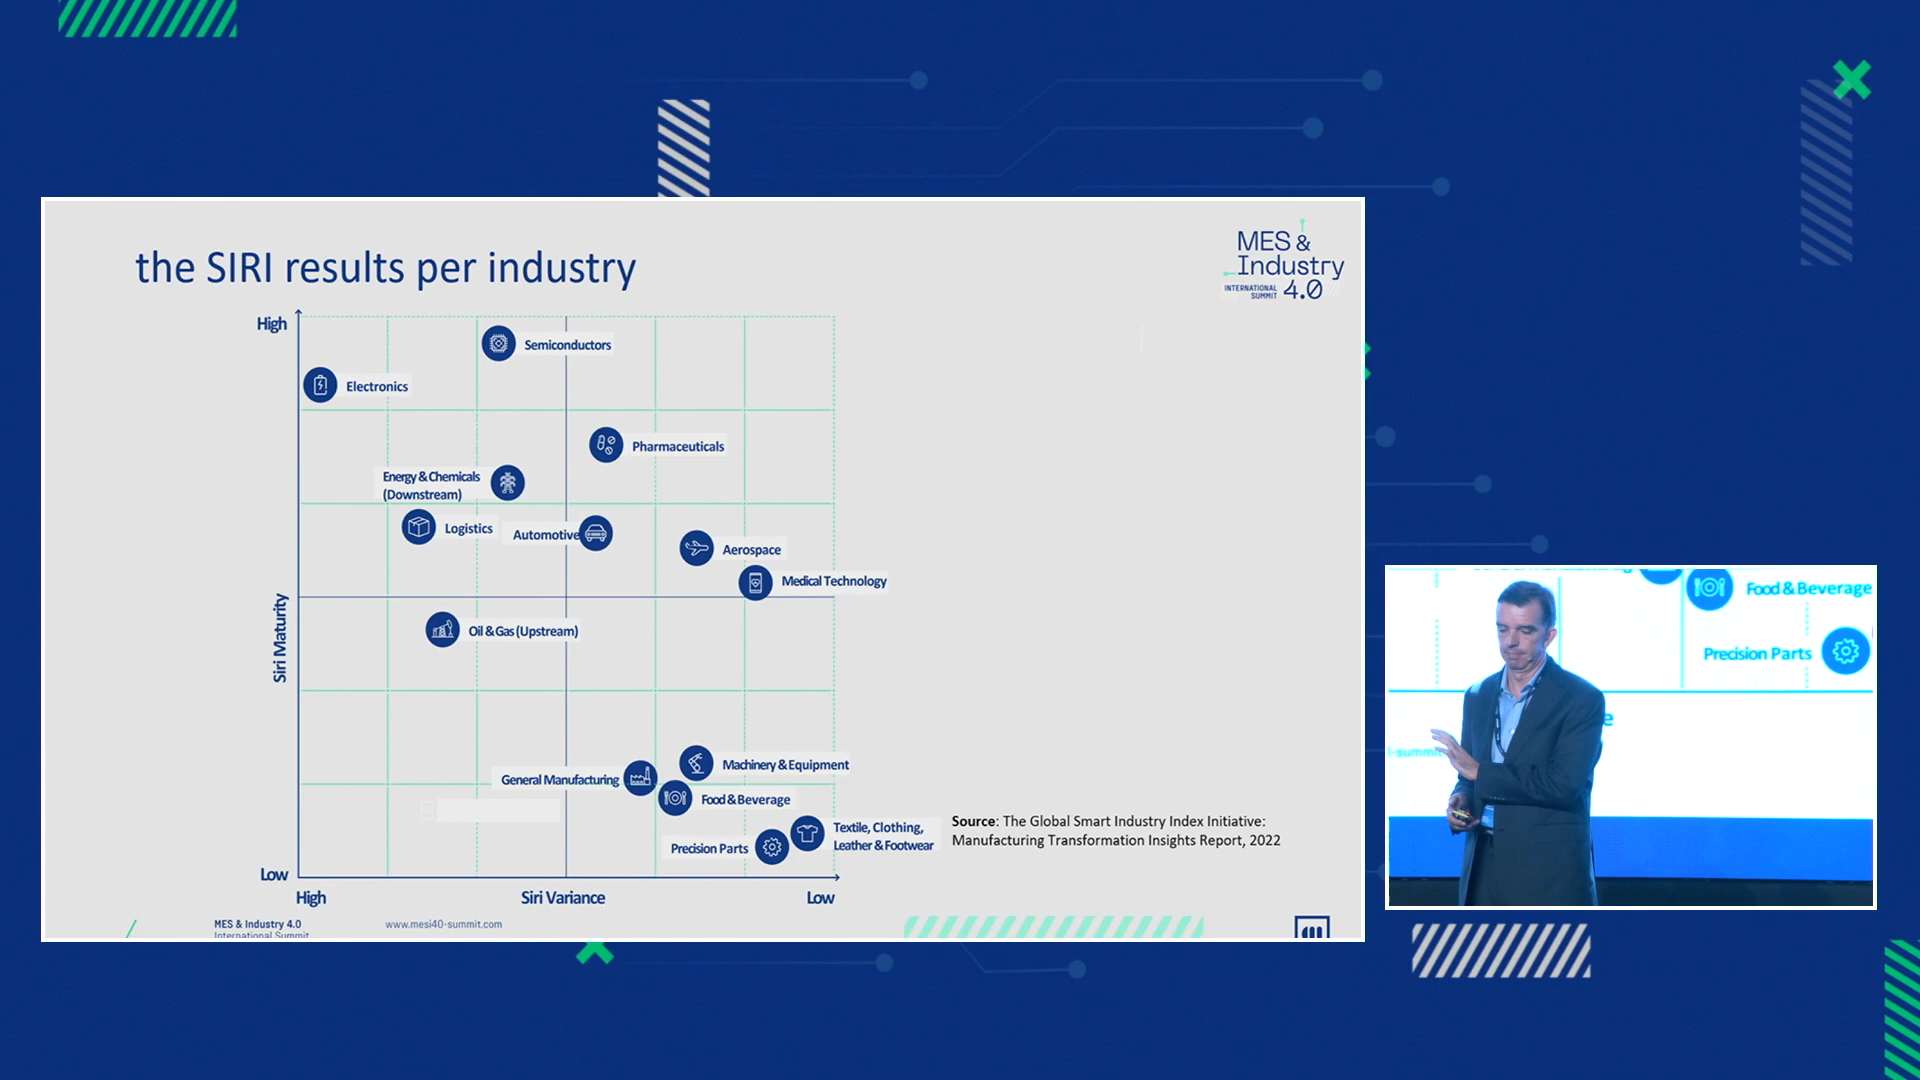 the SIRI results per industry
MES &
Industry
INTERNATIONAL
SUMMIT
4.0
High
Semiconductors
Electronics
Pharmaceuticals
Energy & Chemicals
(Downstream)
Logistics
Automotive
Aerospace
Medical Technology
Siri Maturity
Oil & Gas (Upstream)
Machinery & Equipment
General Manufacturing
Food & Beverage
Textile, Clothing,
Leather & Footwear
Precision Parts
Source: The Global Smart Industry Index Initiative:
Manufacturing Transformation Insights Report, 2022
Low
High
Siri Variance
Low
MES & Industry 4.0
International Summit
www.mesi40-summit.com
Food & Beverage
Precision Parts